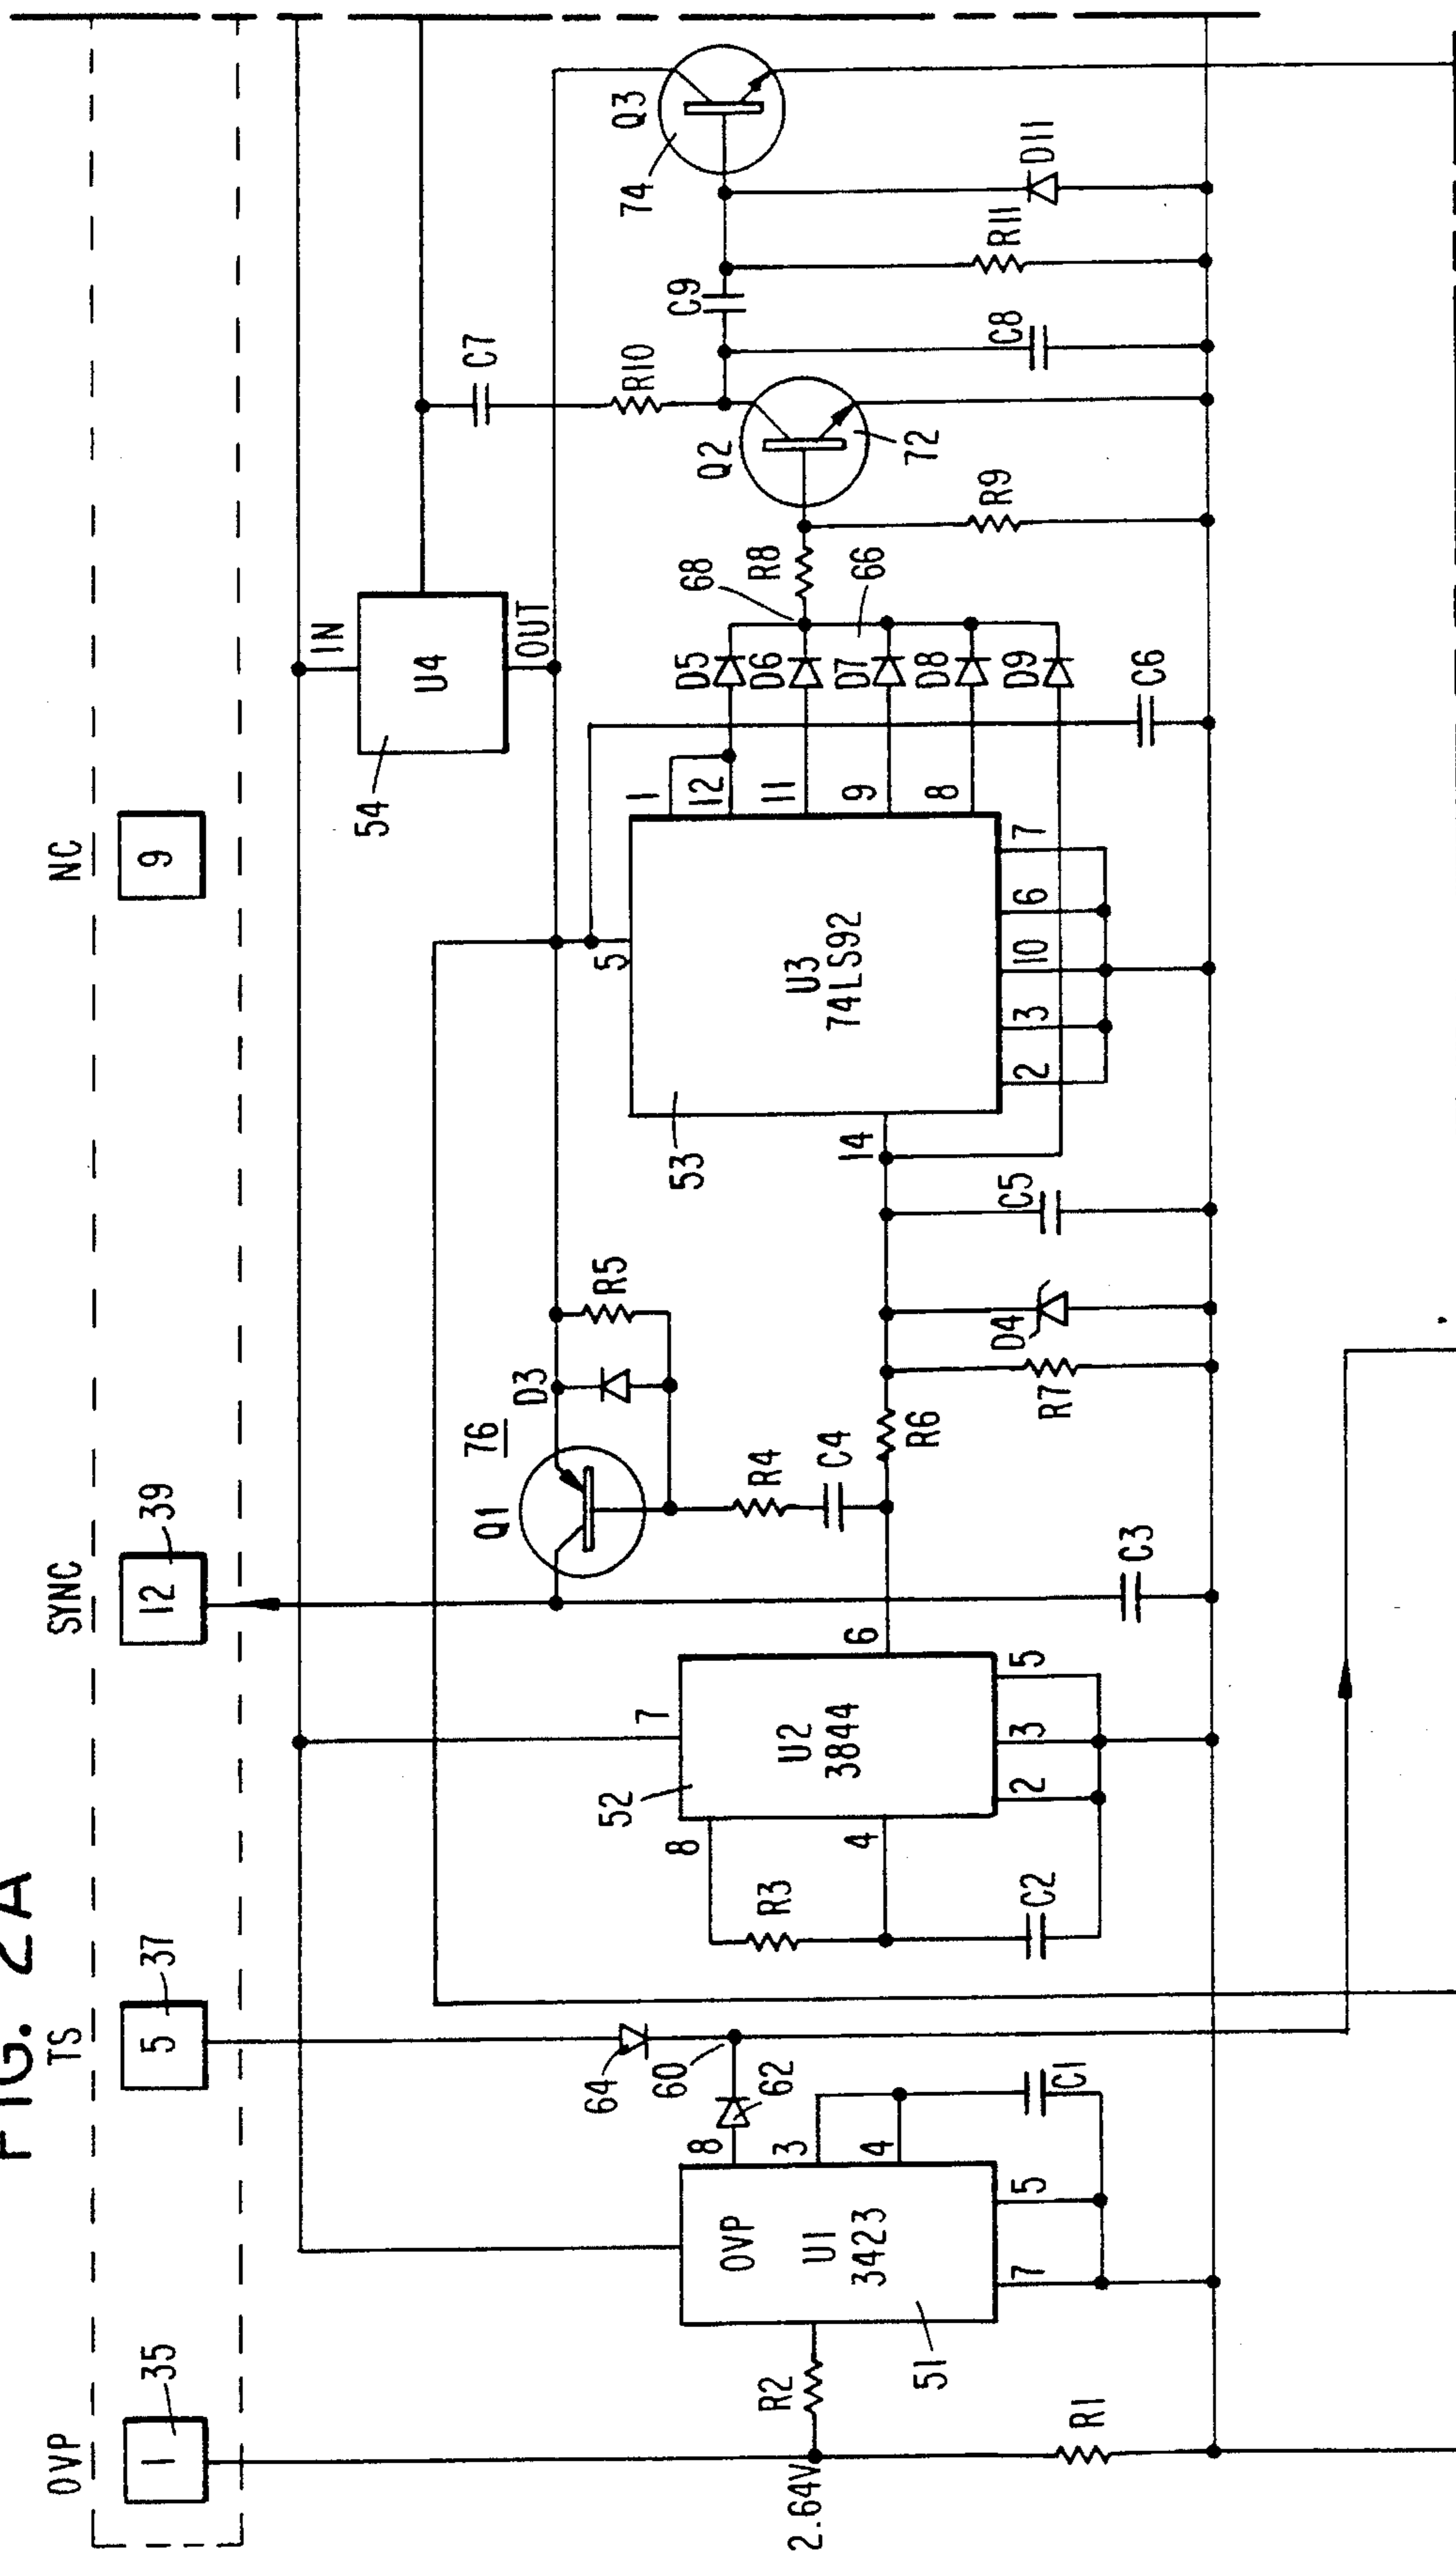 FIG. 2A
OVP
TS
SYNC
NC
1
35
5
37
12
39
9
IN
U4
OUT
54
C7
Q3
74
Q1
76
D3
R5
R4
C4
R6
R7
D4
C5
C3
64
60
62
8
3
4
5
7
OVP
U1
3423
51
C1
R2
2.64V
R1
52
7
8
4
6
U2
3844
2
3
5
R3
C2
53
5
14
U3
74LS92
2
3
10
6
7
1
12
11
9
8
D5
D6
D7
D8
D9
C6
68
66
R8
R9
Q2
72
R10
C9
C8
R11
D11